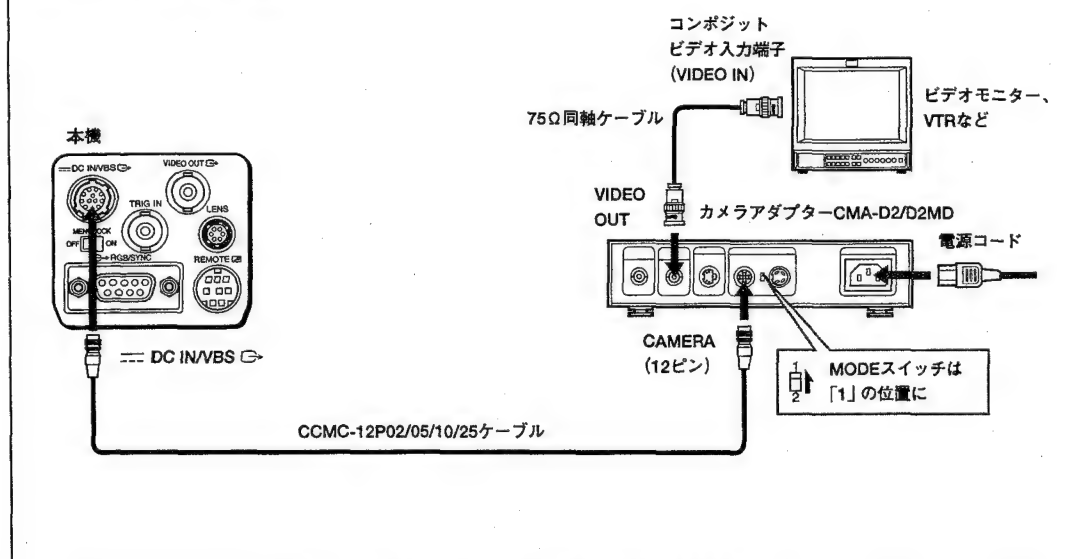 コンポジット
ビデオ入力端子
(VIDEO IN)
ビデオモニター、
VTRなど
75Ω同軸ケーブル
本機
DC IN/VBS
VIDEO OUT
TRIG IN
LENS
OFF
ON
RGB/SYNC
REMOTE
VIDEO
OUT
カメラアダプターCMA-D2/D2MD
電源コード
DC IN/VBS
CAMERA
(12ピン)
1
2
MODEスイッチは
「1」の位置に
CCMC-12P02/05/10/25ケーブル